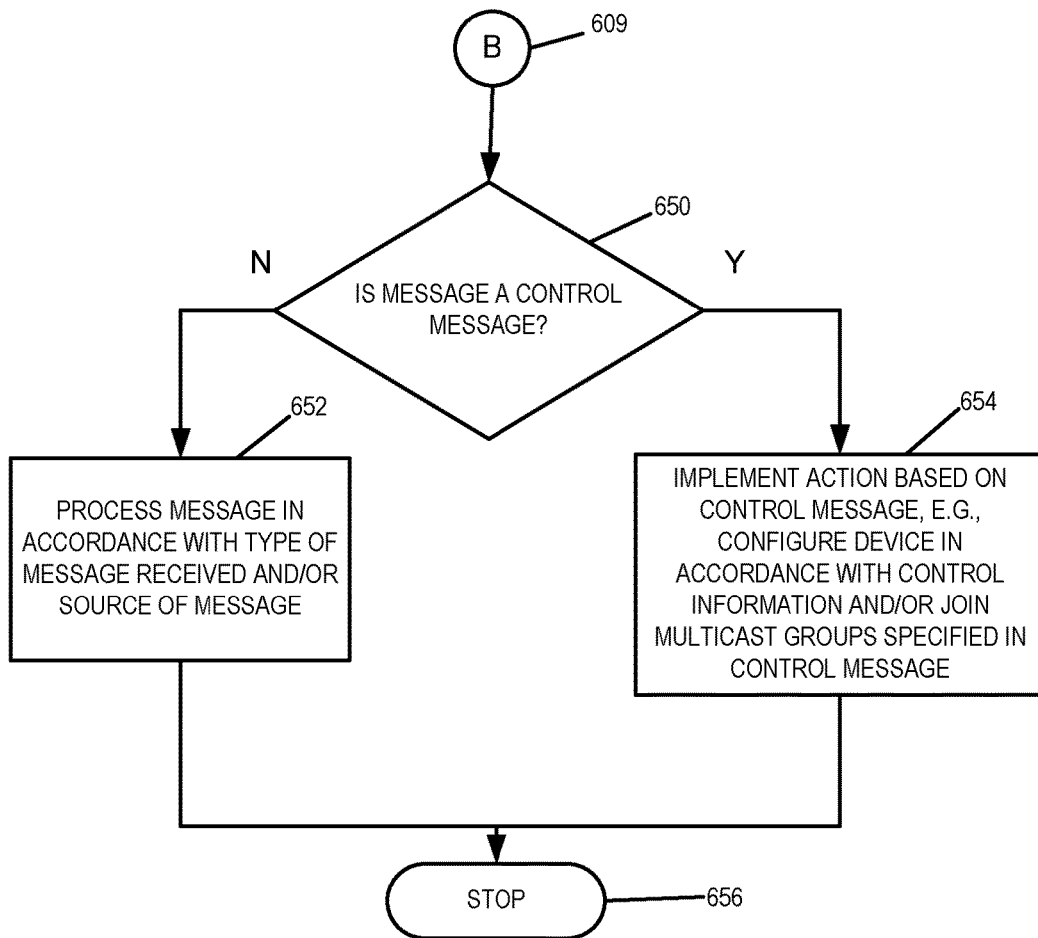 609
B
650
N
Y
IS MESSAGE A CONTROL
MESSAGE?
652
654
PROCESS MESSAGE IN
ACCORDANCE WITH TYPE OF
MESSAGE RECEIVED AND/OR
SOURCE OF MESSAGE
IMPLEMENT ACTION BASED ON
CONTROL MESSAGE, E.G.,
CONFIGURE DEVICE IN
ACCORDANCE WITH CONTROL
INFORMATION AND/OR JOIN
MULTICAST GROUPS SPECIFIED IN
CONTROL MESSAGE
STOP
656